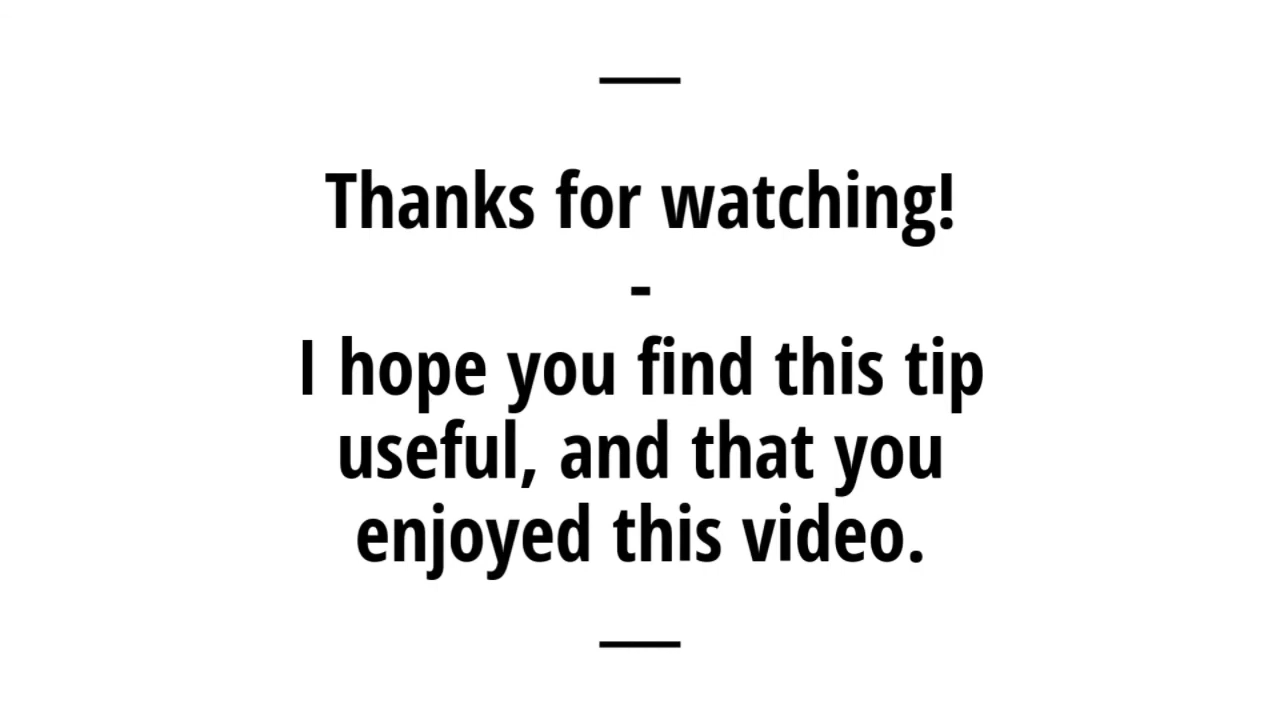 Thanks for watching!
-
I hope you find this tip
useful, and that you
enjoyed this video.